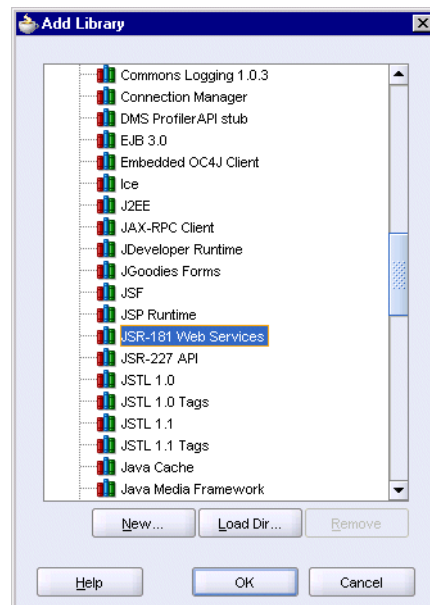 Add Library
Commons Logging 1.0.3
Connection Manager
DMS ProfilerAPI stub
EJB 3.0
Embedded OC4J Client
Ice
J2EE
JAX-RPC Client
JDeveloper Runtime
JGoodies Forms
JSF
JSP Runtime
JSR-181 Web Services
JSR-227 API
JSTL 1.0
JSTL 1.0 Tags
JSTL 1.1
JSTL 1.1 Tags
Java Cache
Java Media Framework
New... Load Dir... Remove
Help OK Cancel